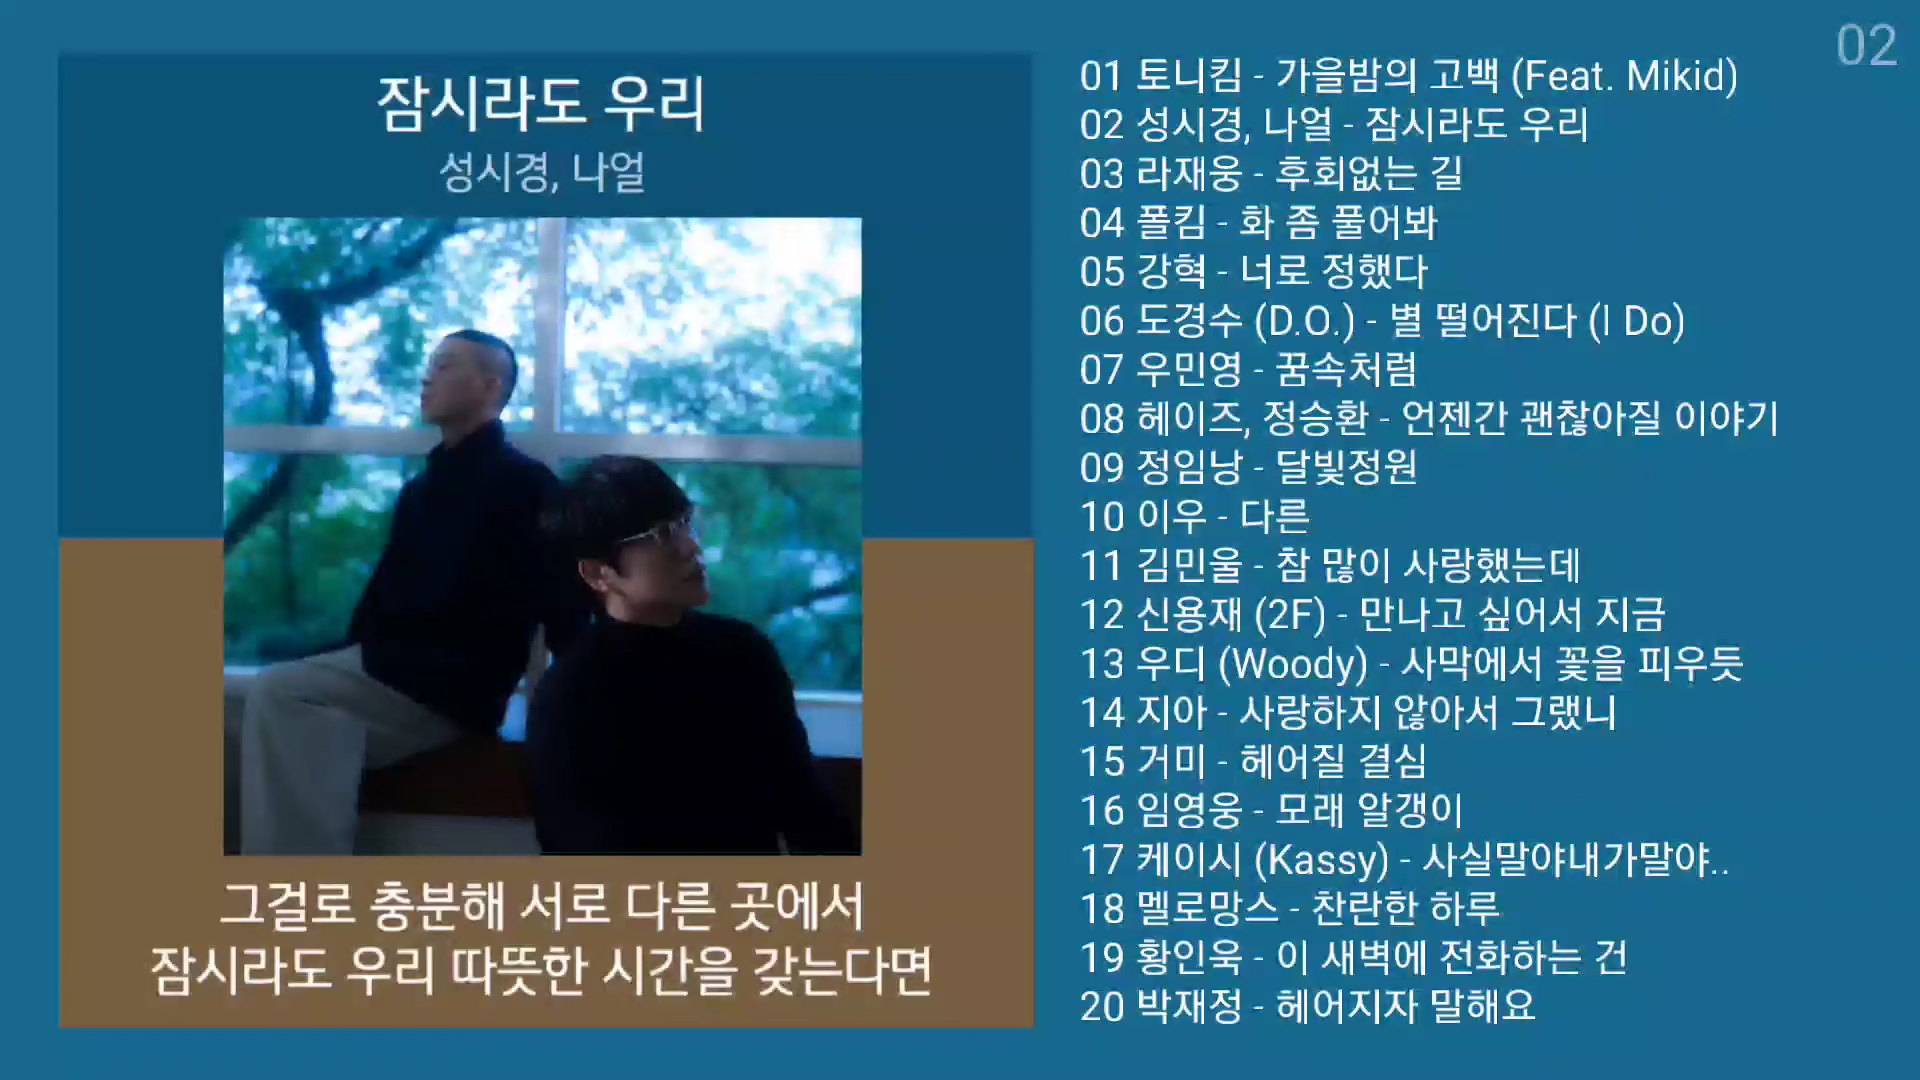 02
잠시라도 우리
성시경, 나얼
그걸로 충분해 서로 다른 곳에서
잠시라도 우리 따뜻한 시간을 갖는다면
01 토니킴 - 가을밤의 고백 (Feat. Mikid)
02 성시경, 나얼 - 잠시라도 우리
03 라재웅 - 후회없는 길
04 폴킴 - 화 좀 풀어봐
05 강혁 - 너로 정했다
06 도경수 (D.O.) - 별 떨어진다 (I Do)
07 우민영 - 꿈속처럼
08 헤이즈, 정승환 - 언젠간 괜찮아질 이야기
09 정임낭 - 달빛정원
10 이우 - 다른
11 김민울 - 참 많이 사랑했는데
12 신용재 (2F) - 만나고 싶어서 지금
13 우디 (Woody) - 사막에서 꽃을 피우듯
14 지아 - 사랑하지 않아서 그랬니
15 거미 - 헤어질 결심
16 임영웅 - 모래 알갱이
17 케이시 (Kassy) - 사실말야내가말야..
18 멜로망스 - 찬란한 하루
19 황인욱 - 이 새벽에 전화하는 건
20 박재정 - 헤어지자 말해요